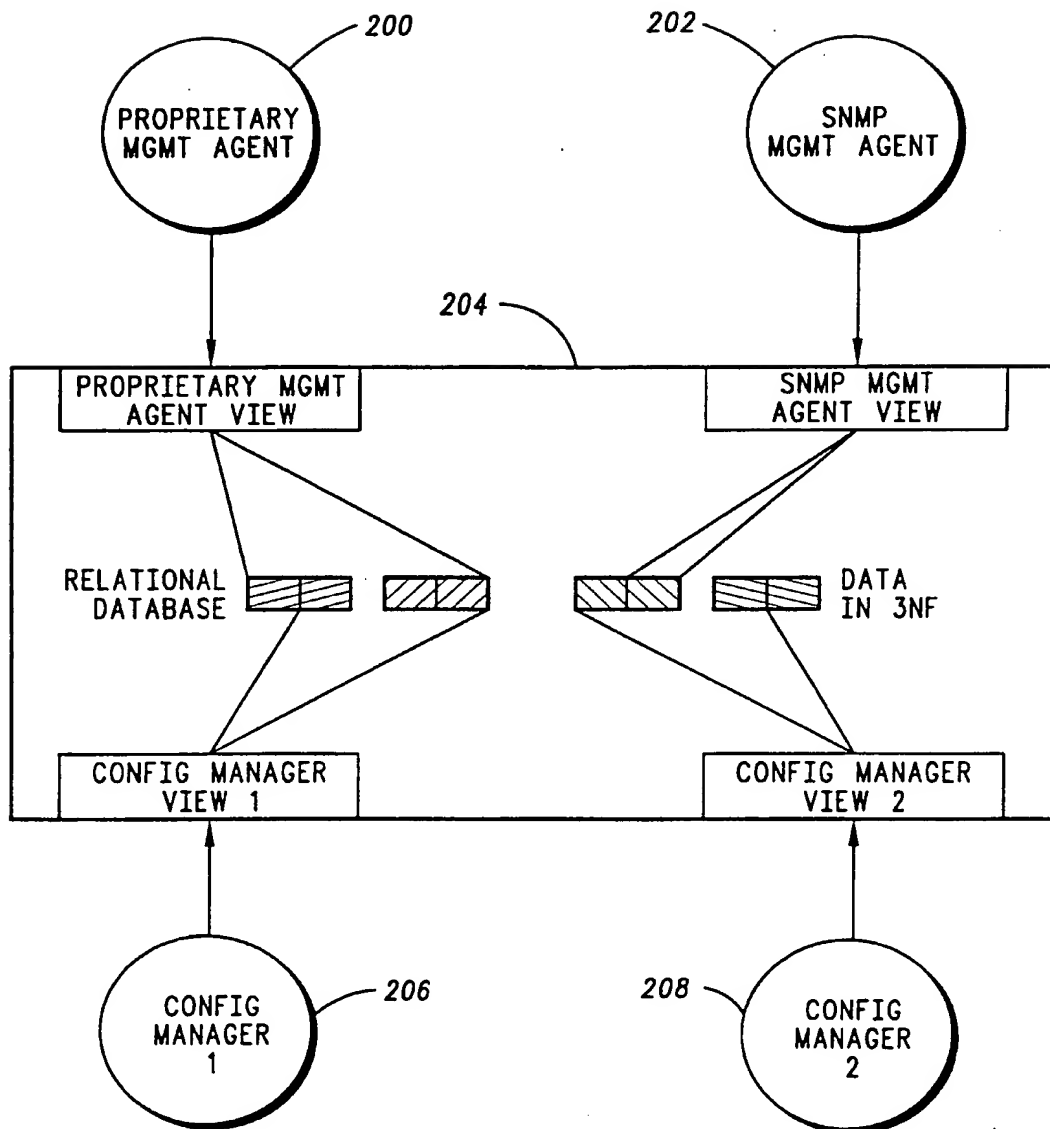 200
202
PROPRIETARY
MGMT AGENT
SNMP
MGMT AGENT
204
PROPRIETARY MGMT
AGENT VIEW
SNMP MGMT
AGENT VIEW
RELATIONAL
DATABASE
DATA
IN 3NF
CONFIG MANAGER
VIEW 1
CONFIG MANAGER
VIEW 2
206
208
CONFIG
MANAGER
1
CONFIG
MANAGER
2